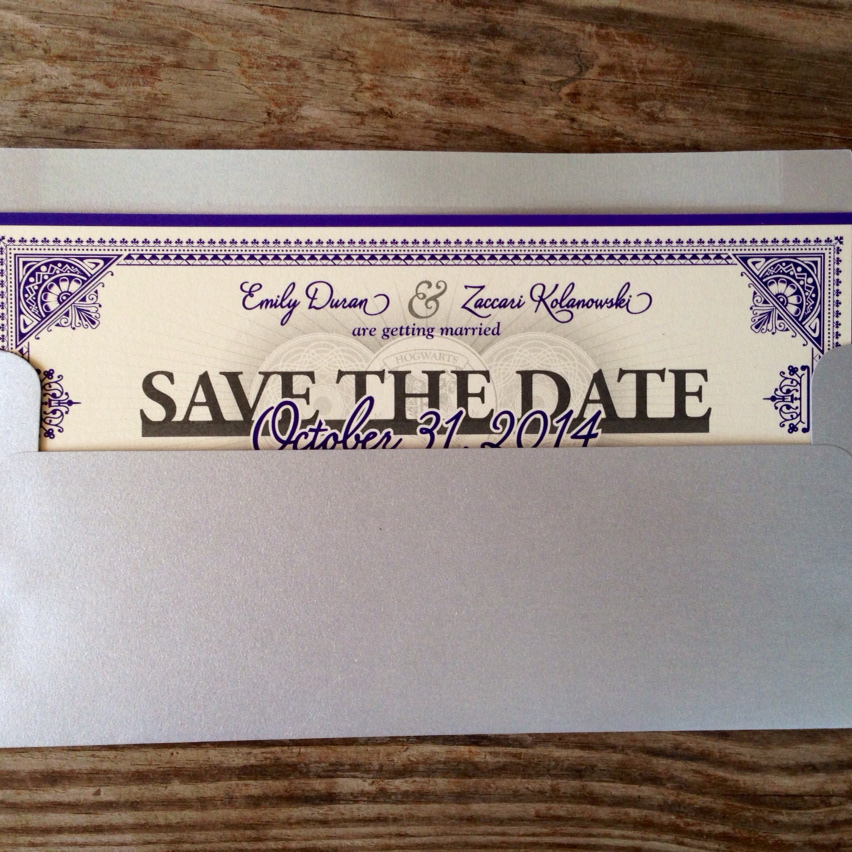 Emily Duran & Zaccari Kolanowski
are getting married
HOGWARTS
SAVE THE DATE
October 31, 2014